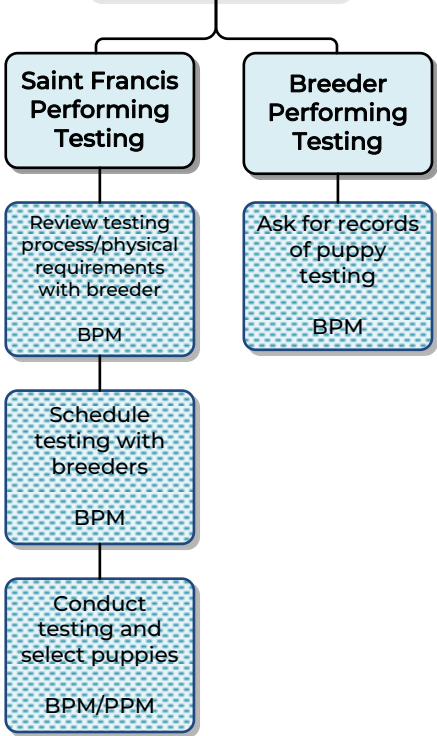 Saint Francis
Performing
Testing
Review testing
process/physical
requirements
with breeder
BPM
Schedule
testing with
breeders
BPM
Conduct
testing and
select puppies
BPM/PPM
Breeder
Performing
Testing
Ask for records
of puppy
testing
BPM